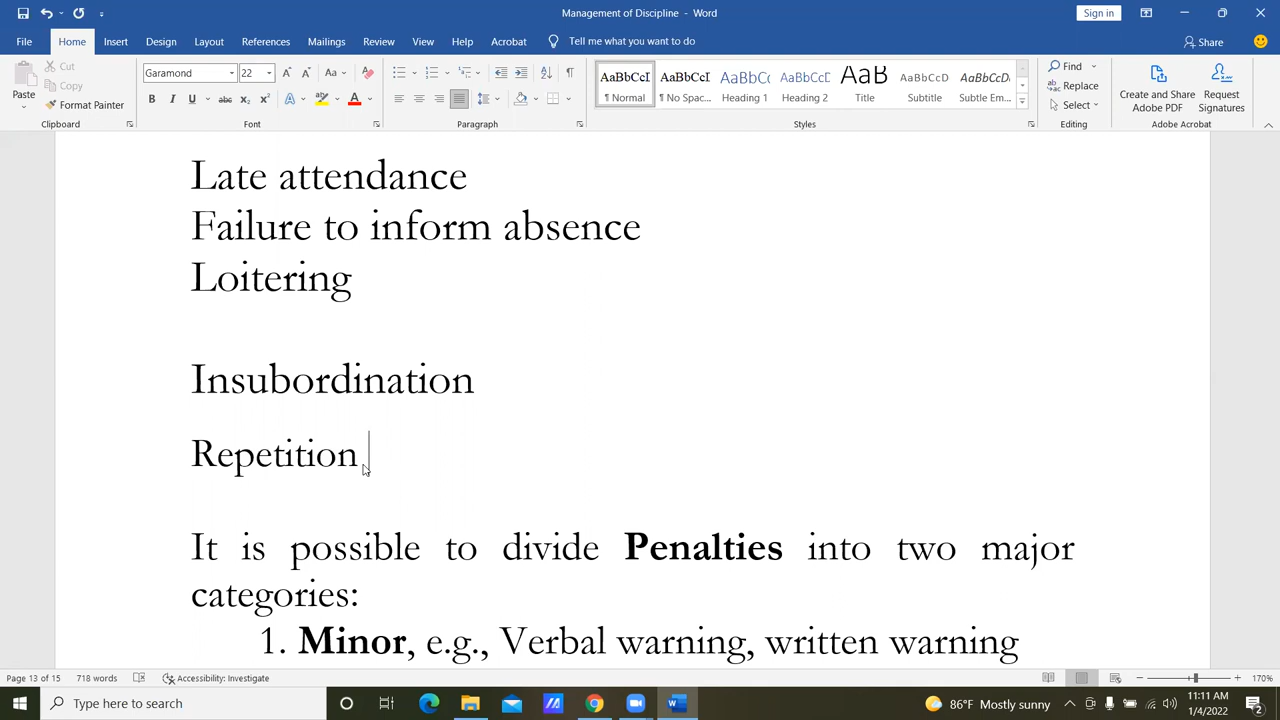 Management of Discipline - Word
Sign in
File Home Insert Design Layout References Mailings Review View Help Acrobat Tell me what you want to do Share
Paste
Cut
Copy
Format Painter
Clipboard
Garamond 22
Font
Paragraph
AaBbCcI AaBbCcI AaBbCc AaBbCcD AaB AaBbCcD AaBbCcD
¶ Normal ¶ No Spac... Heading 1 Heading 2 Title Subtitle Subtle Em...
Styles
Find
Replace
Select
Editing
Create and Share Adobe PDF
Request Signatures
Adobe Acrobat
Late attendance
Failure to inform absence
Loitering
Insubordination
Repetition
It is possible to divide Penalties into two major
categories:
1. Minor, e.g., Verbal warning, written warning
Page 13 of 15 718 words Accessibility: Investigate 170%
Type here to search
86°F Mostly sunny
11:11 AM
1/4/2022
2